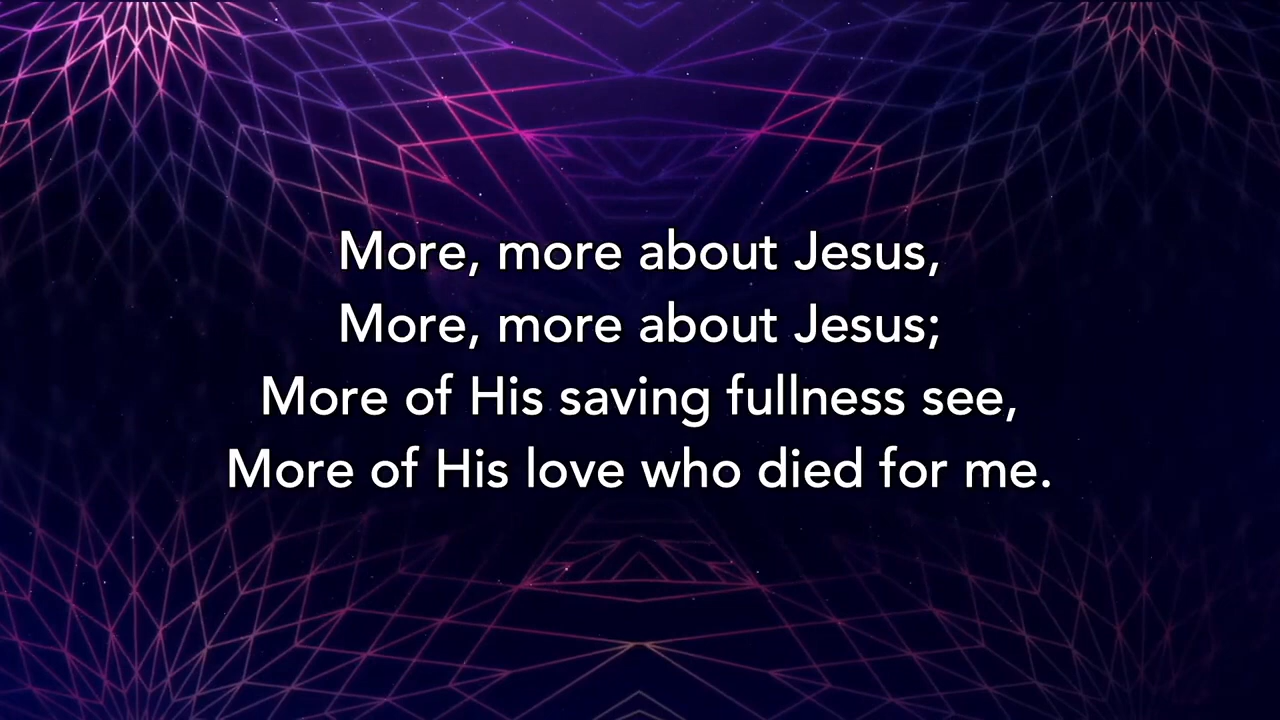 More, more about Jesus,
More, more about Jesus;
More of His saving fullness see,
More of His love who died for me.